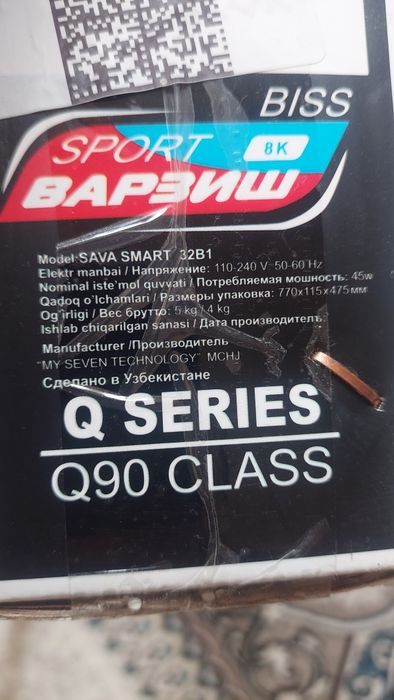 BISS
SPORT 8K
ВАРЗИШ
Model SAVA SMART 32B1
Elektr manbai / Напряжение: 110-240 V 50-60 Hz
Nominal iste'mol quvvati / Потребляемая мощность: 45w
Qadoq o'lchamlari / Размеры упаковка: 770x115x475мм
Og'irligi / Вес брутто: 5 kg / 4 kg
Ishlab chiqarilgan sanasi / Дата производитель
Manufacturer /Производитель
"MY SEVEN TECHNOLOGY" MCHJ
Сделано в Узбекистане
Q SERIES
Q90 CLASS